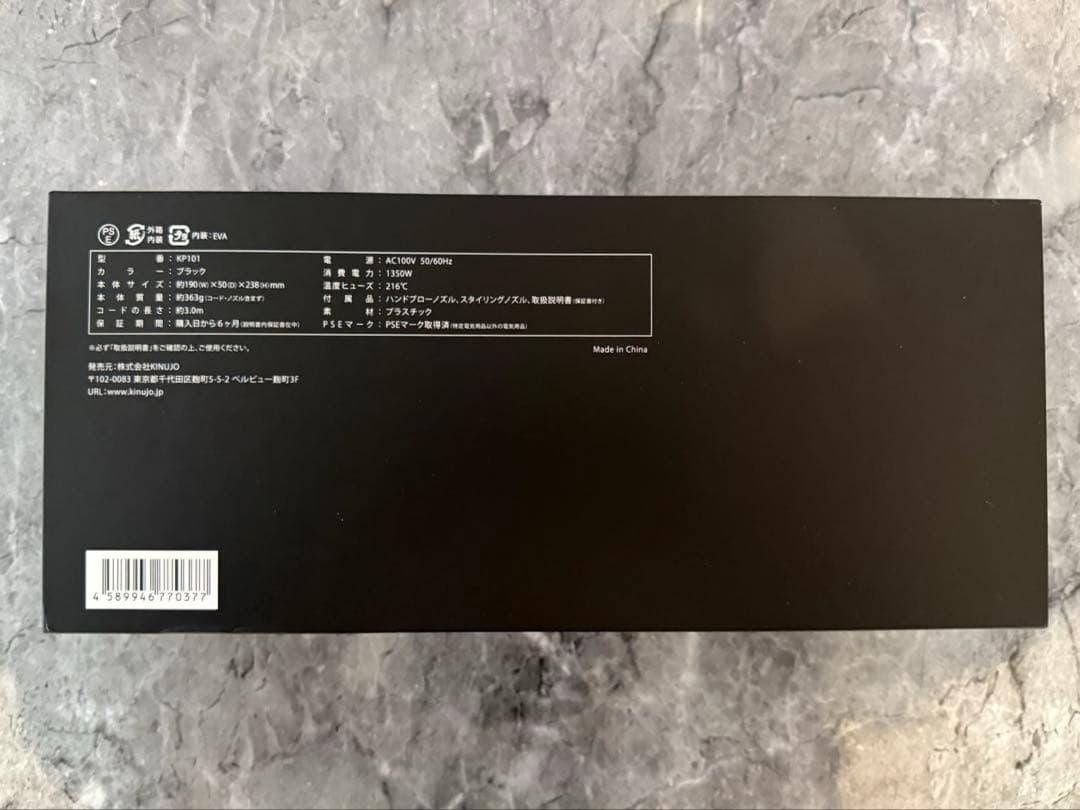 PS E 紙 外箱 内装 プラ 内装：EVA
型番：KP101
カラー：ブラック
本体サイズ：約190(W)×50(D)×238(H)mm
本体質量：約363g(コード・ノズル含まず)
コードの長さ：約3.0m
保証期間：購入日から6ヶ月(説明書内保証書在中)
電源：AC100V 50/60Hz
消費電力：1350W
温度ヒューズ：216℃
付属品：ハンドブローノズル、スタイリングノズル、取扱説明書(保証書付き)
素材：プラスチック
PSEマーク：PSEマーク取得済(特定電気用品以外の電気用品)
※必ず「取扱説明書」をご確認の上、ご使用ください。
Made in China
発売元：株式会社KINUJO
〒102-0083 東京都千代田区麹町5-5-2 ベルビュー麹町3F
URL：www.kinujo.jp
4 589946 770377